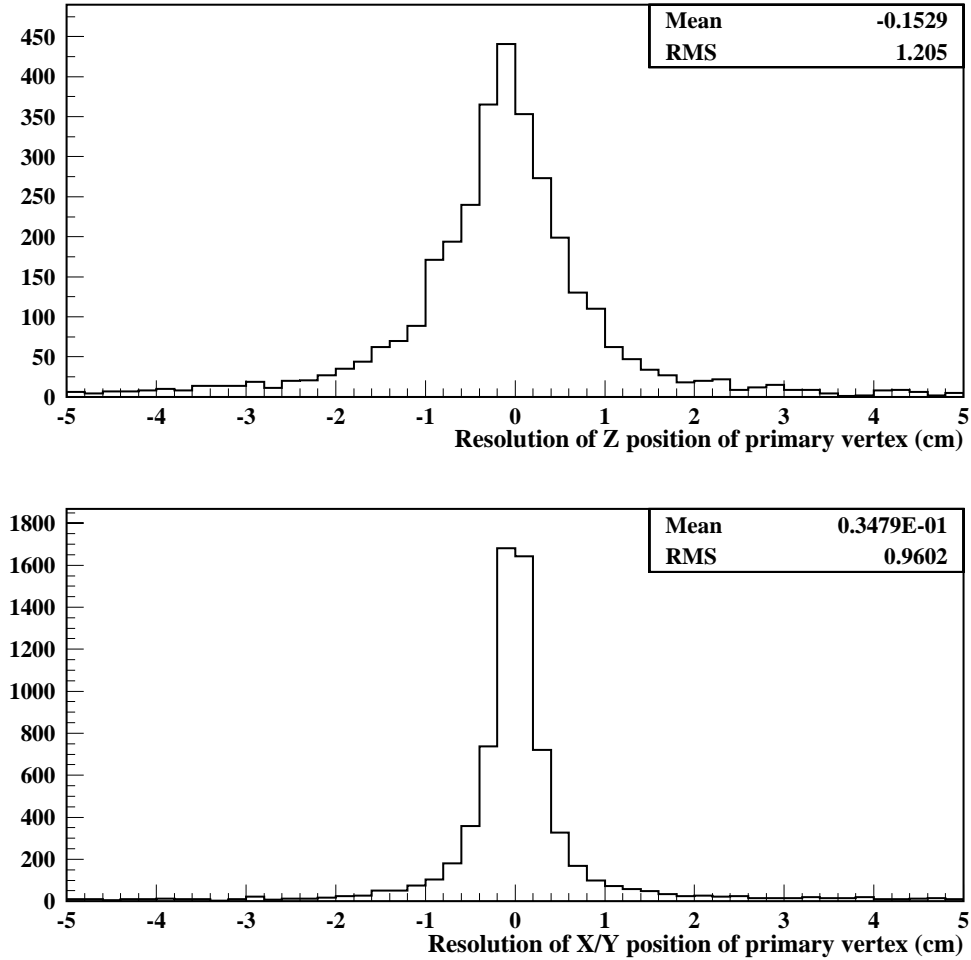 Mean -0.1529
RMS 1.205
450
400
350
300
250
200
150
100
50
0
-5 -4 -3 -2 -1 0 1 2 3 4 5
Resolution of Z position of primary vertex (cm)
Mean 0.3479E-01
RMS 0.9602
1800
1600
1400
1200
1000
800
600
400
200
0
-5 -4 -3 -2 -1 0 1 2 3 4 5
Resolution of X/Y position of primary vertex (cm)